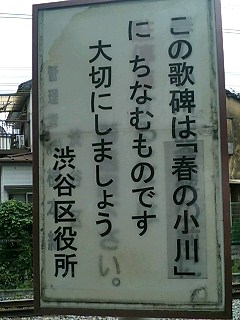 この歌碑は「春の小川」
にちなむものです
大切にしましょう
渋谷区役所